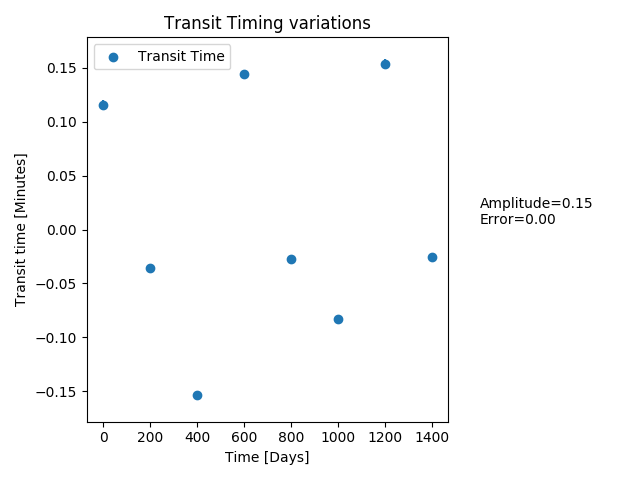 Transit Timing variations
Transit Time
0.15
0.10
0.05
0.00
−0.05
−0.10
−0.15
Transit time [Minutes]
0 200 400 600 800 1000 1200 1400
Time [Days]
Amplitude=0.15
Error=0.00